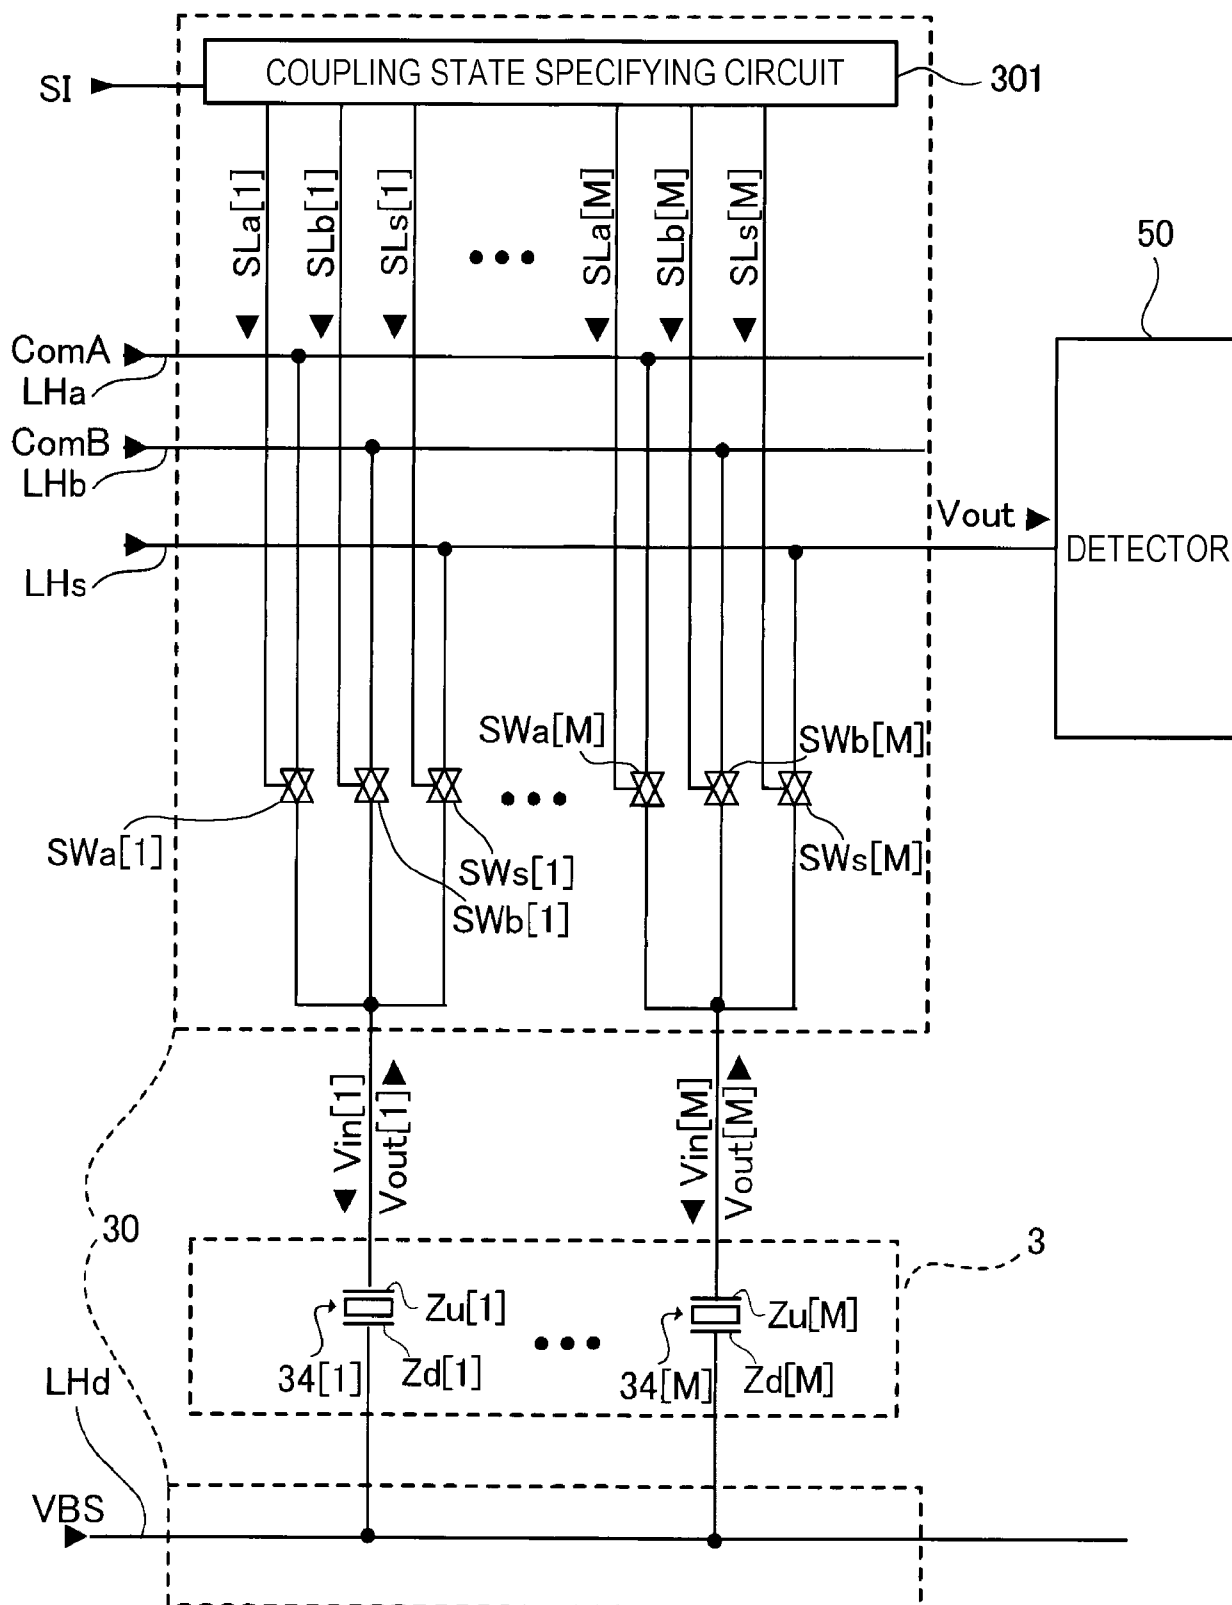 COUPLING STATE SPECIFYING CIRCUIT
301
SI
SLa[1]
SLb[1]
SLs[1]
SLa[M]
SLb[M]
SLs[M]
50
ComA
LHa
ComB
LHb
LHs
Vout
DETECTOR
SWa[M]
SWb[M]
SWa[1]
SWs[1]
SWb[1]
SWs[M]
Vin[1]
Vout[1]
Vin[M]
Vout[M]
30
3
Zu[1]
Zu[M]
34[1]
Zd[1]
34[M]
Zd[M]
LHd
VBS